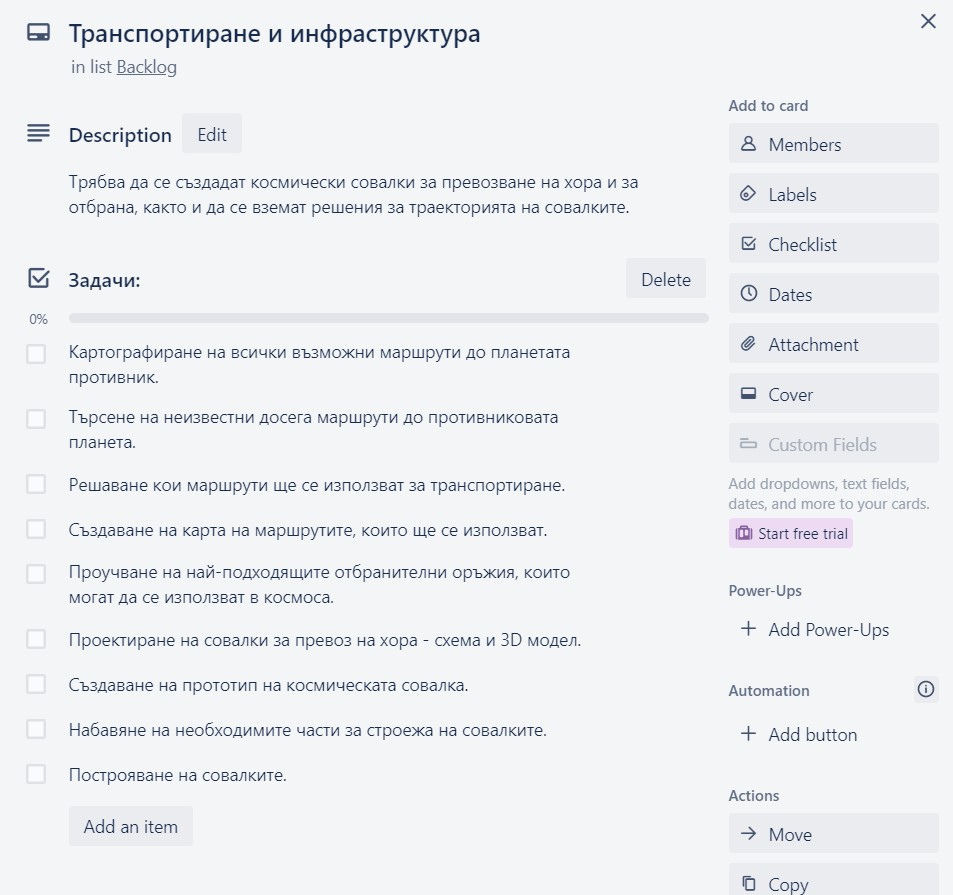 Транспортиране и инфраструктура
in list Backlog
Description
Edit
Трябва да се създадат космически совалки за превозване на хора и за
отбрана, както и да се вземат решения за траекторията на совалките.
Задачи:
Delete
0%
Картографиране на всички възможни маршрути до планетата
противник.
Търсене на неизвестни досега маршрути до противниковата
планета.
Решаване кои маршрути ще се използват за транспортиране.
Създаване на карта на маршрутите, които ще се използват.
Проучване на най-подходящите отбранителни оръжия, които
могат да се използват в космоса.
Проектиране на совалки за превоз на хора - схема и 3D модел.
Създаване на прототип на космическата совалка.
Набавяне на необходимите части за строежа на совалките.
Построяване на совалките.
Add an item
Add to card
Members
Labels
Checklist
Dates
Attachment
Cover
Custom Fields
Add dropdowns, text fields,
dates, and more to your cards.
Start free trial
Power-Ups
Add Power-Ups
Automation
Add button
Actions
Move
Copy